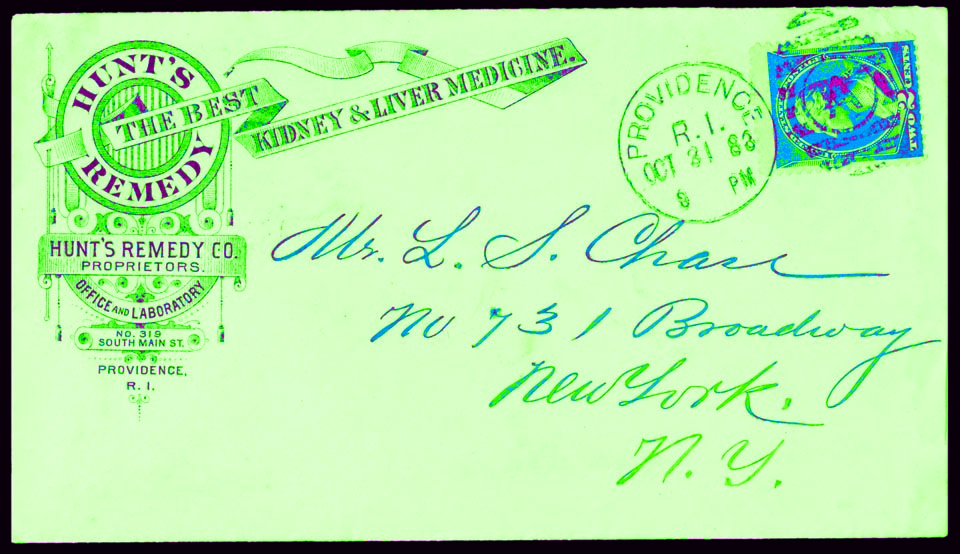 HUNT'S
REMEDY
THE BEST
KIDNEY & LIVER MEDICINE.
HUNT'S REMEDY CO.
PROPRIETORS.
OFFICE AND LABORATORY
NO. 319
SOUTH MAIN ST.
PROVIDENCE,
R. I.
PROVIDENCE
R. I.
OCT 31 83
PM
Mr. L. S. Chace
No 731 Broadway
New York.
N. Y.